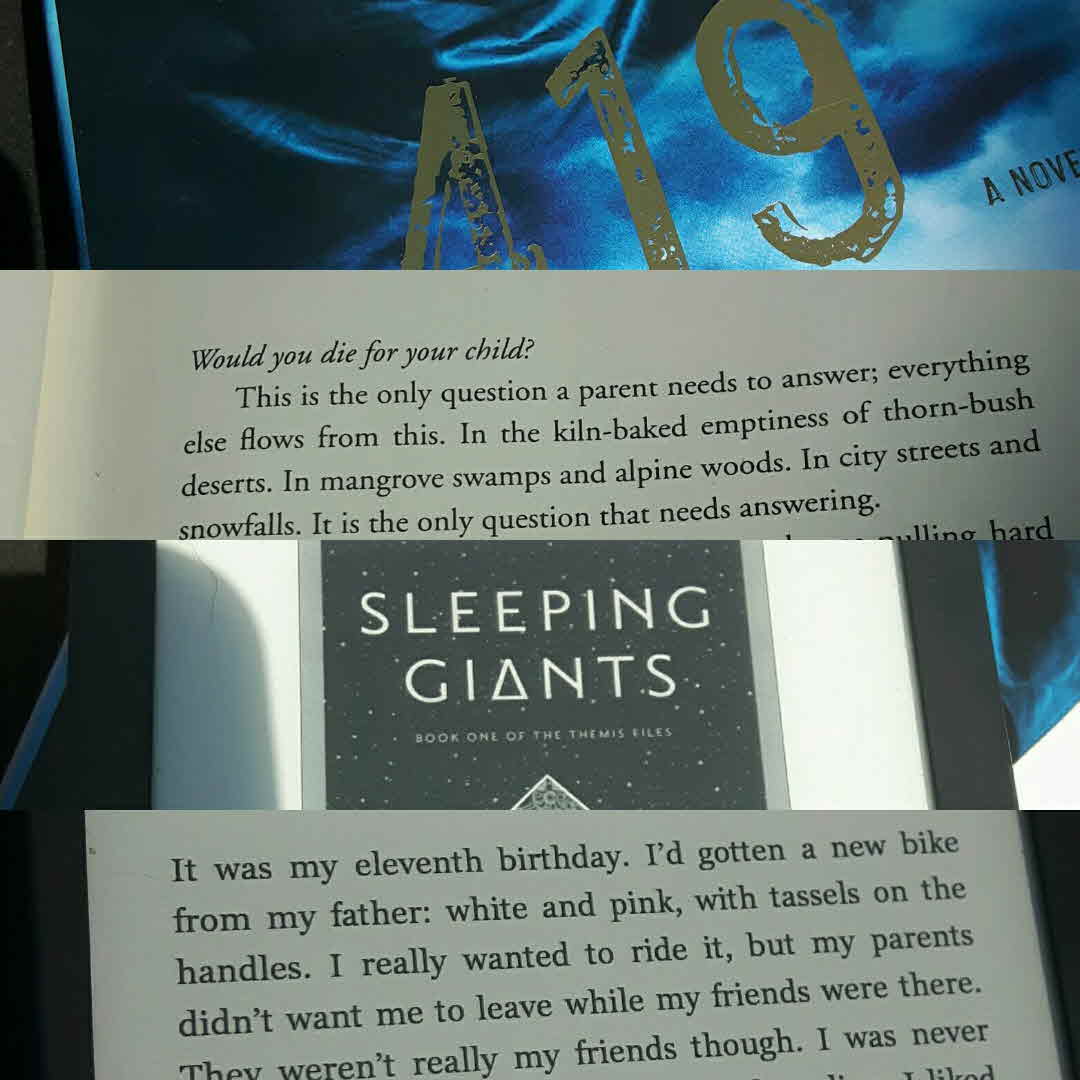 A19
A NOVE
Would you die for your child?
This is the only question a parent needs to answer; everything
else flows from this. In the kiln-baked emptiness of thorn-bush
deserts. In mangrove swamps and alpine woods. In city streets and
snowfalls. It is the only question that needs answering.
pulling hard
SLEEPING
GIANTS
BOOK ONE OF THE THEMIS FILES
It was my eleventh birthday. I'd gotten a new bike
from my father: white and pink, with tassels on the
handles. I really wanted to ride it, but my parents
didn't want me to leave while my friends were there.
They weren't really my friends though. I was never
I liked